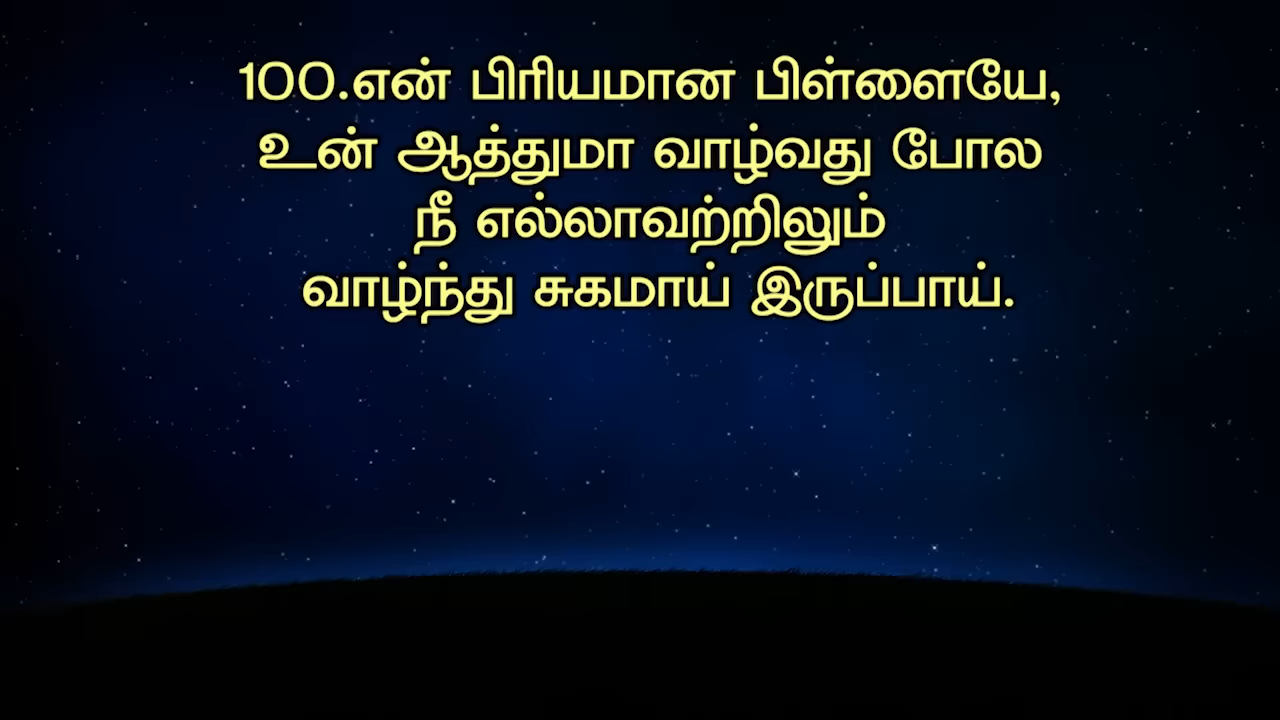 100.என் பிரியமான பிள்ளையே,
உன் ஆத்துமா வாழ்வது போல
நீ எல்லாவற்றிலும்
வாழ்ந்து சுகமாய் இருப்பாய்.